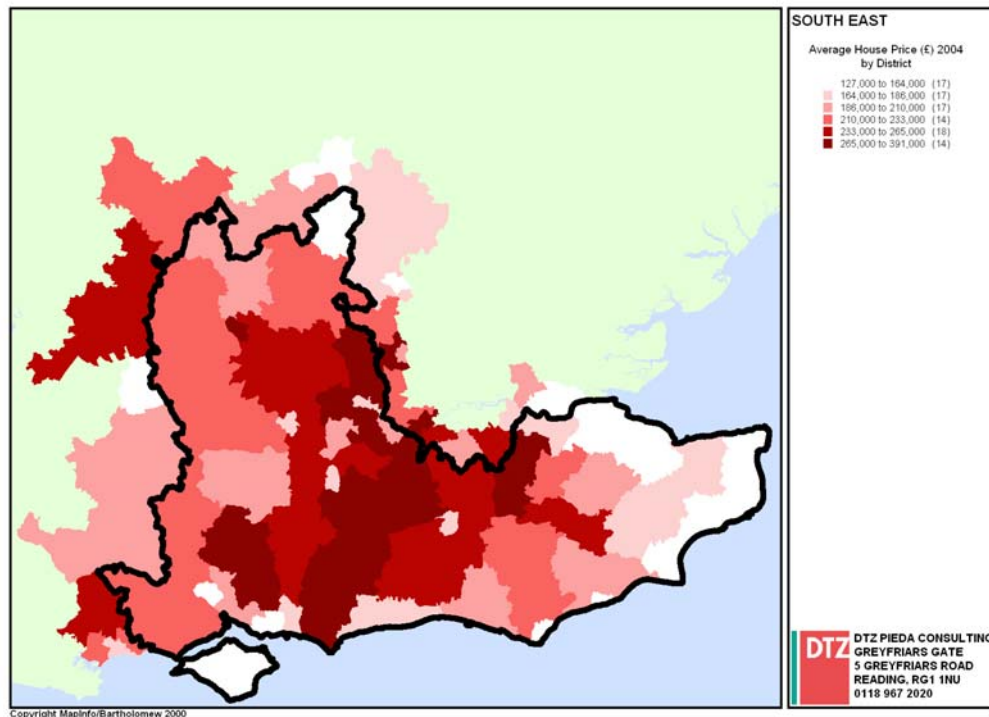 SOUTH EAST
Average House Price (£) 2004
by District
127,000 to 164,000 (17)
164,000 to 186,000 (17)
186,000 to 210,000 (17)
210,000 to 233,000 (14)
233,000 to 265,000 (18)
265,000 to 391,000 (14)
DTZ
DTZ PIEDA CONSULTING
GREYFRIARS GATE
5 GREYFRIARS ROAD
READING, RG1 1NU
0118 967 2020
Copyright MapInfo/Bartholomew 2000